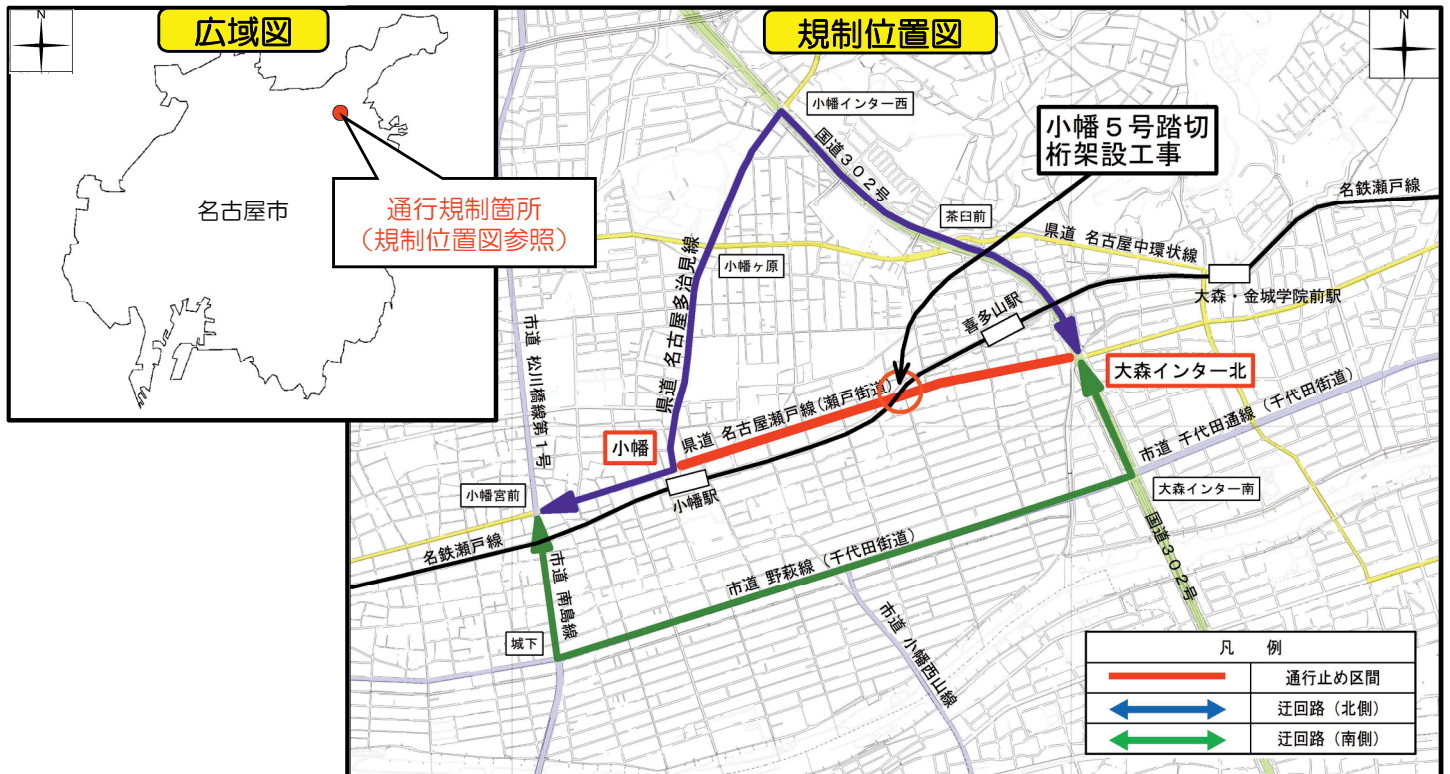 広域図
N
名古屋市
通行規制箇所
（規制位置図参照）
規制位置図
N
小幡インター西
国道３０２号
小幡５号踏切
桁架設工事
名鉄瀬戸線
茶臼前
県道 名古屋中環状線
小幡ヶ原
県道 名古屋多治見線
大森・金城学院前駅
喜多山駅
市道 松川橋線第１号
大森インター北
県道 名古屋瀬戸線（瀬戸街道）
小幡
市道 千代田通線（千代田街道）
小幡宮前
小幡駅
大森インター南
名鉄瀬戸線
国道３０２号
市道 野萩線（千代田街道）
市道 南島線
城下
市道 小幡西山線
凡　例
通行止め区間
迂回路（北側）
迂回路（南側）